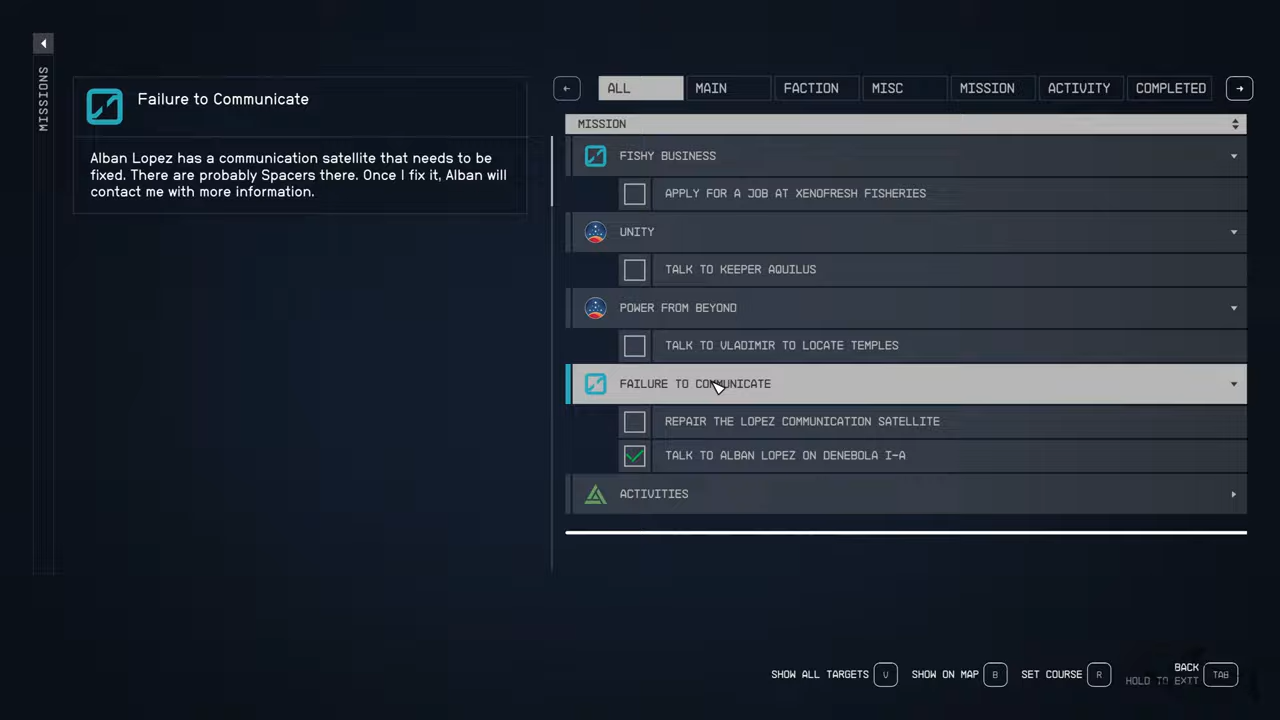 MISSIONS
Failure to Communicate
Alban Lopez has a communication satellite that needs to be
fixed. There are probably Spacers there. Once I fix it, Alban will
contact me with more information.
ALL
MAIN
FACTION
MISC
MISSION
ACTIVITY
COMPLETED
MISSION
FISHY BUSINESS
APPLY FOR A JOB AT XENOFRESH FISHERIES
UNITY
TALK TO KEEPER AQUILUS
POWER FROM BEYOND
TALK TO VLADIMIR TO LOCATE TEMPLES
FAILURE TO COMMUNICATE
REPAIR THE LOPEZ COMMUNICATION SATELLITE
TALK TO ALBAN LOPEZ ON DENEBOLA I-A
ACTIVITIES
SHOW ALL TARGETS V
SHOW ON MAP B
SET COURSE R
BACK
HOLD TO EXIT TAB